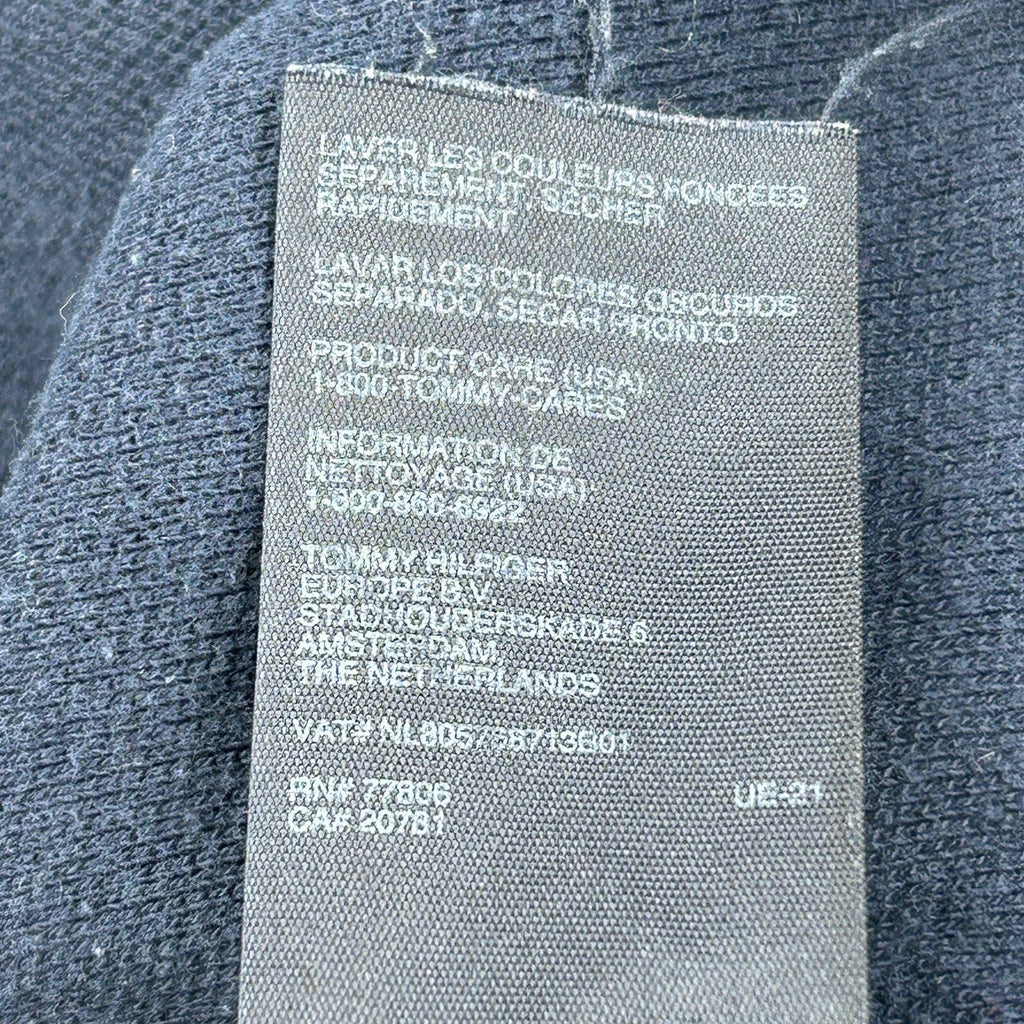 LAVER LES COULEURS FONCEES
SEPAREMENT, SECHER
RAPIDEMENT
LAVAR LOS COLORES OSCUROS
SEPARADO, SECAR PRONTO
PRODUCT CARE (USA)
1-800-TOMMY-CARES
INFORMATION DE
NETTOYAGE (USA)
1-800-866-6922
TOMMY HILFIGER
EUROPE B.V.
STADHOUDERSKADE 6
AMSTERDAM,
THE NETHERLANDS
VAT# NL805738713B01
RN# 77806 UE-21
CA# 20781